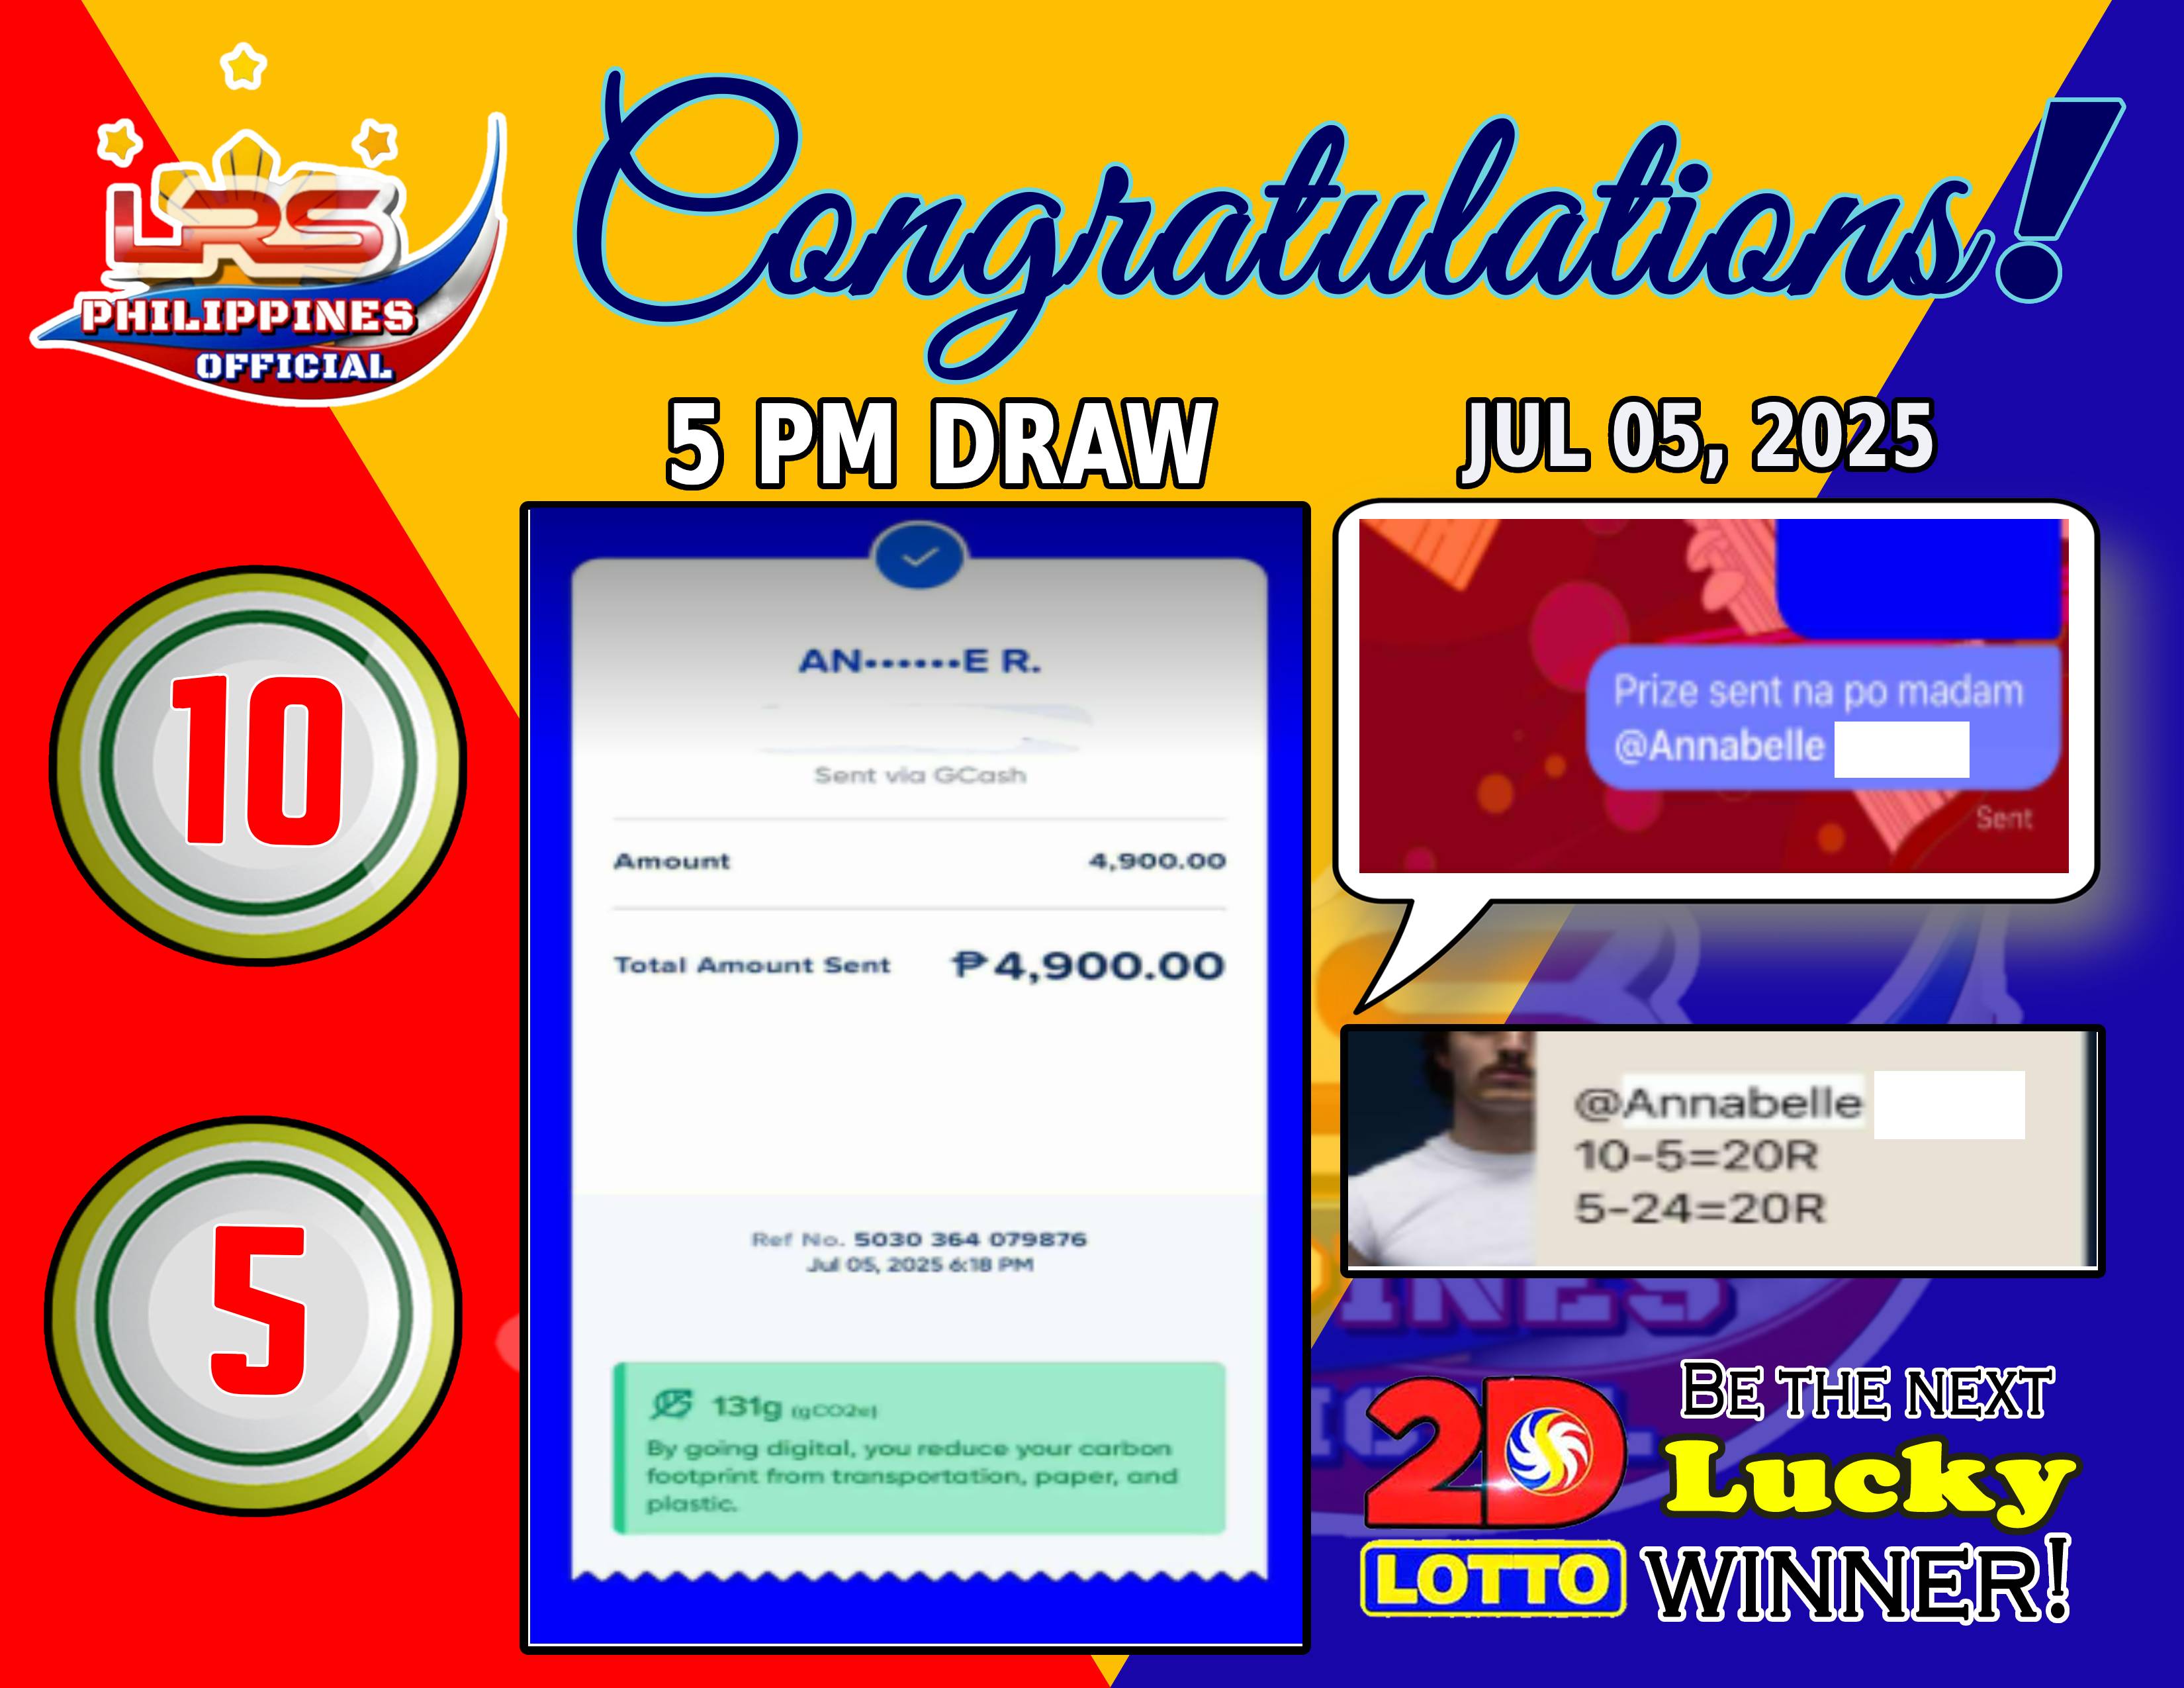 LRS
PHILIPPINES
OFFICIAL
Congratulations!
5 PM DRAW
JUL 05, 2025
10
5
AN••••••E R.
Sent via GCash
Amount 4,900.00
Total Amount Sent ₱4,900.00
Ref No. 5030 364 079876
Jul 05, 2025 6:18 PM
131g (gCO2e)
By going digital, you reduce your carbon
footprint from transportation, paper, and
plastic.
Prize sent na po madam
@Annabelle
Sent
@Annabelle
10-5=20R
5-24=20R
2D
LOTTO
BE THE NEXT
Lucky
WINNER!